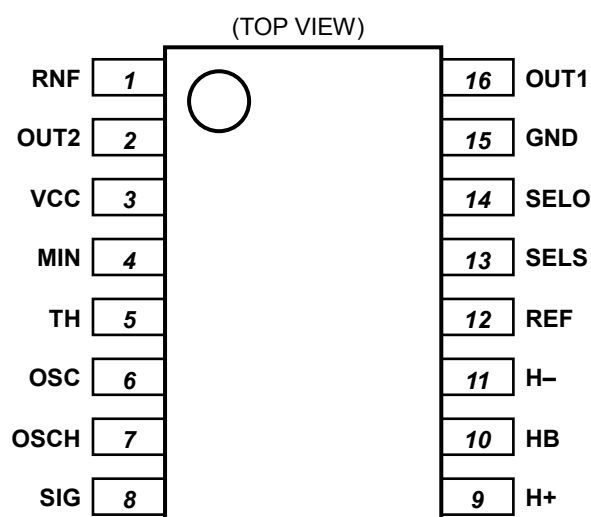 (TOP VIEW)
RNF 1 16 OUT1
OUT2 2 15 GND
VCC 3 14 SELO
MIN 4 13 SELS
TH 5 12 REF
OSC 6 11 H–
OSCH 7 10 HB
SIG 8 9 H+